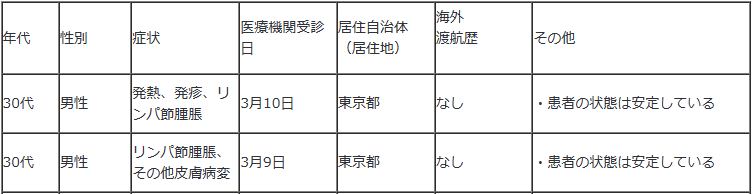 年代 性別 症状 医療機関受診日 居住自治体（居住地） 海外渡航歴 その他
30代 男性 発熱、発疹、リンパ節腫脹 3月10日 東京都 なし ・患者の状態は安定している
30代 男性 リンパ節腫脹、その他皮膚病変 3月9日 東京都 なし ・患者の状態は安定している